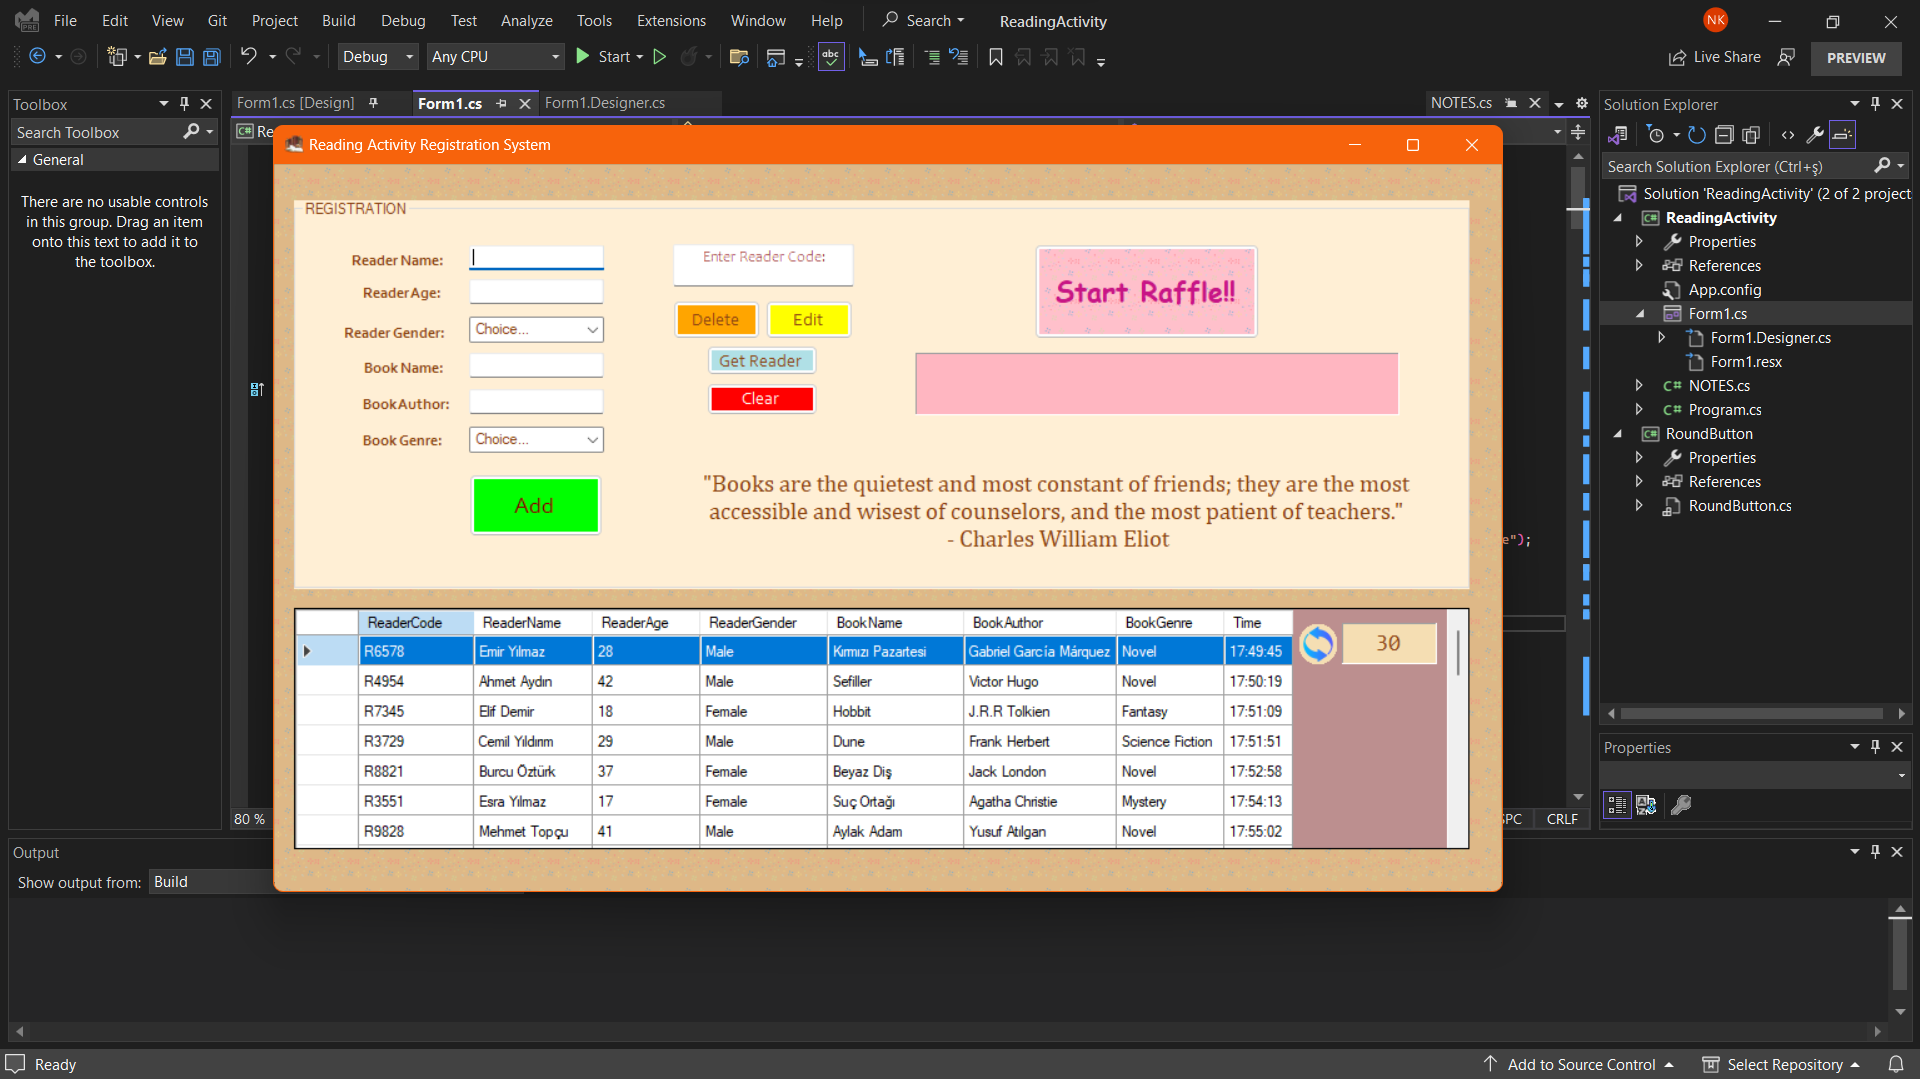 File Edit View Git Project Build Debug Test Analyze Tools Extensions Window Help Search ReadingActivity NK
Debug Any CPU Start abc Live Share PREVIEW
Toolbox
Search Toolbox
General
There are no usable controls
in this group. Drag an item
onto this text to add it to
the toolbox.
Form1.cs [Design] Form1.cs Form1.Designer.cs NOTES.cs
C# Re
Reading Activity Registration System
REGISTRATION
Reader Name:
Reader Age:
Reader Gender: Choice...
Book Name:
Book Author:
Book Genre: Choice...
Add
Enter Reader Code:
Delete Edit
Get Reader
Clear
Start Raffle!!
"Books are the quietest and most constant of friends; they are the most
accessible and wisest of counselors, and the most patient of teachers."
- Charles William Eliot
ReaderCode ReaderName ReaderAge ReaderGender BookName BookAuthor BookGenre Time
R6578 Emir Yılmaz 28 Male Kırmızı Pazartesi Gabriel García Márquez Novel 17:49:45
R4954 Ahmet Aydın 42 Male Sefiller Victor Hugo Novel 17:50:19
R7345 Elif Demir 18 Female Hobbit J.R.R Tolkien Fantasy 17:51:09
R3729 Cemil Yıldırım 29 Male Dune Frank Herbert Science Fiction 17:51:51
R8821 Burcu Öztürk 37 Female Beyaz Diş Jack London Novel 17:52:58
R3551 Esra Yılmaz 17 Female Suç Ortağı Agatha Christie Mystery 17:54:13
R9828 Mehmet Topçu 41 Male Aylak Adam Yusuf Atılgan Novel 17:55:02
30
e");
80 % SPC CRLF
Solution Explorer
Search Solution Explorer (Ctrl+ş)
Solution 'ReadingActivity' (2 of 2 project
C# ReadingActivity
Properties
References
App.config
Form1.cs
Form1.Designer.cs
Form1.resx
C# NOTES.cs
C# Program.cs
C# RoundButton
Properties
References
RoundButton.cs
Properties
Output
Show output from: Build
Ready Add to Source Control Select Repository